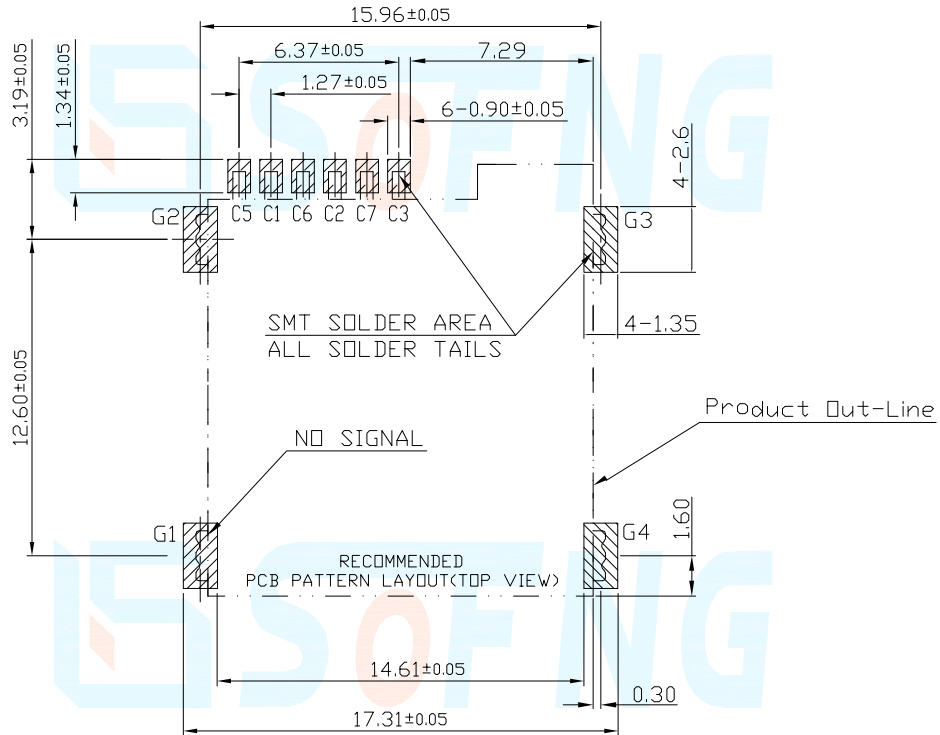 15.96±0.05
6.37±0.05
7.29
1.27±0.05
6-0.90±0.05
3.19±0.05
1.34±0.05
4-2.6
SOFNG
G2
C5 C1 C6 C2 C7 C3
G3
SMT SOLDER AREA
ALL SOLDER TAILS
4-1.35
12.60±0.05
Product Out-Line
NO SIGNAL
1.60
G1
G4
RECOMMENDED
PCB PATTERN LAYOUT(TOP VIEW)
SOFNG
14.61±0.05
0.30
17.31±0.05